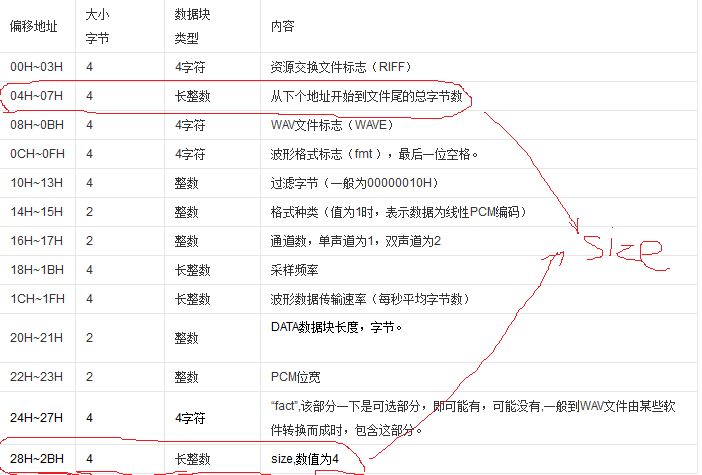 偏移地址 大小 字节 数据块 类型 内容
00H~03H 4 4字符 资源交换文件标志（RIFF）
04H~07H 4 长整数 从下个地址开始到文件尾的总字节数
08H~0BH 4 4字符 WAV文件标志（WAVE）
0CH~0FH 4 4字符 波形格式标志（fmt ），最后一位空格。
10H~13H 4 整数 过滤字节（一般为00000010H）
14H~15H 2 整数 格式种类（值为1时，表示数据为线性PCM编码）
16H~17H 2 整数 通道数，单声道为1，双声道为2
size
18H~1BH 4 长整数 采样频率
1CH~1FH 4 长整数 波形数据传输速率（每秒平均字节数）
20H~21H 2 整数 DATA数据块长度，字节。
22H~23H 2 整数 PCM位宽
24H~27H 4 4字符 “fact”,该部分一下是可选部分，即可能有，可能没有,一般到WAV文件由某些软
件转换而成时，包含这部分。
28H~2BH 4 长整数 size,数值为4